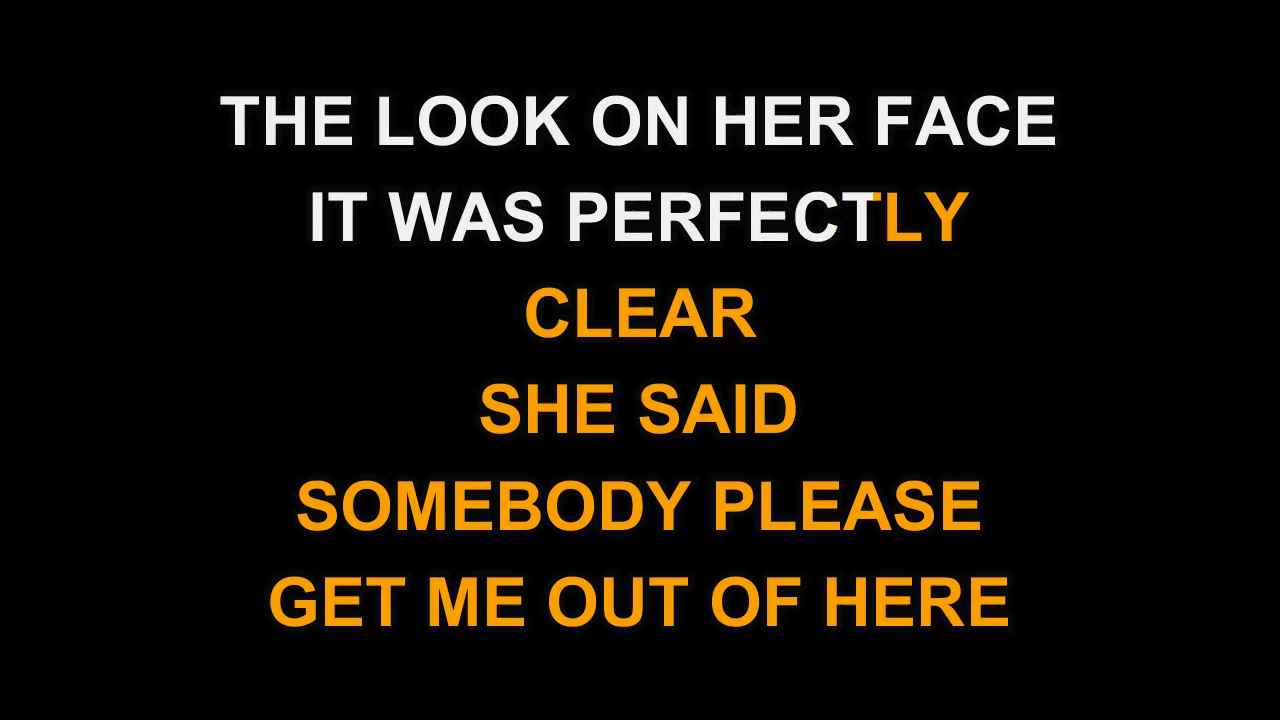 THE LOOK ON HER FACE
IT WAS PERFECTLY
CLEAR
SHE SAID
SOMEBODY PLEASE
GET ME OUT OF HERE